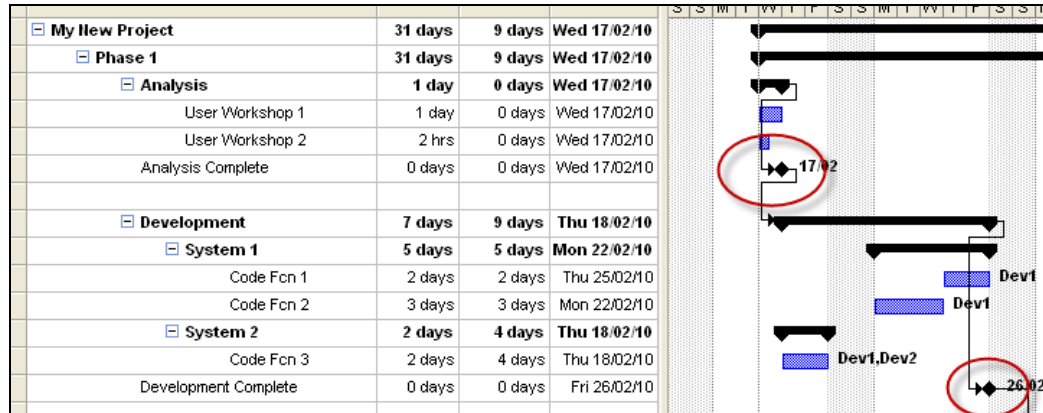 S S M T W T F S S M T W T F S S
My New Project 31 days 9 days Wed 17/02/10
Phase 1 31 days 9 days Wed 17/02/10
Analysis 1 day 0 days Wed 17/02/10
User Workshop 1 1 day 0 days Wed 17/02/10
User Workshop 2 2 hrs 0 days Wed 17/02/10
Analysis Complete 0 days 0 days Wed 17/02/10 17/02
Development 7 days 9 days Thu 18/02/10
System 1 5 days 5 days Mon 22/02/10
Code Fcn 1 2 days 2 days Thu 25/02/10 Dev1
Code Fcn 2 3 days 3 days Mon 22/02/10 Dev1
System 2 2 days 4 days Thu 18/02/10
Code Fcn 3 2 days 4 days Thu 18/02/10 Dev1,Dev2
Development Complete 0 days 0 days Fri 26/02/10 26/02